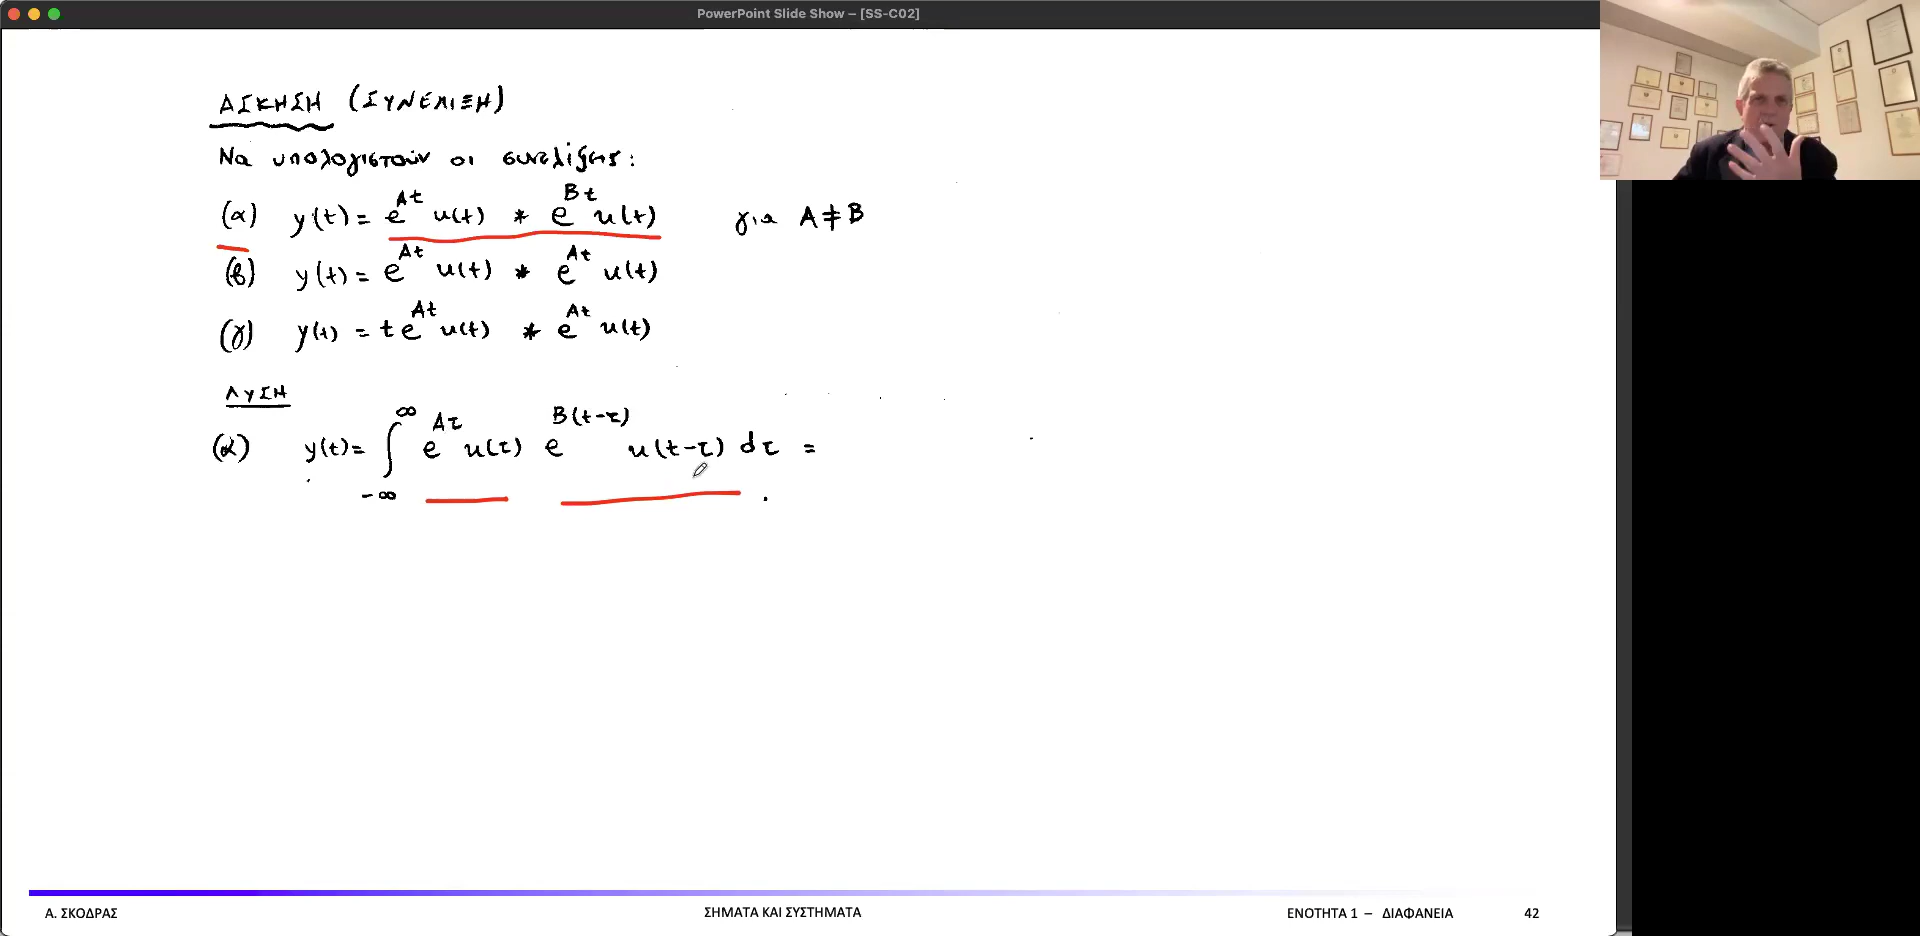 PowerPoint Slide Show – [SS-C02]
ΑΣΚΗΣΗ (ΣΥΝΕΛΙΞΗ)
Να υπολογιστούν οι συνελίξεις:
(α) y(t) = e^{At} u(t) * e^{Bt} u(t) για A ≠ B
(β) y(t) = e^{At} u(t) * e^{At} u(t)
(γ) y(t) = t e^{At} u(t) * e^{At} u(t)
ΛΥΣΗ
(α) y(t) = ∫_{-∞}^{∞} e^{Aτ} u(τ) e^{B(t-τ)} u(t-τ) dτ =
Α. ΣΚΟΔΡΑΣ
ΣΗΜΑΤΑ ΚΑΙ ΣΥΣΤΗΜΑΤΑ
ΕΝΟΤΗΤΑ 1 – ΔΙΑΦΑΝΕΙΑ 42